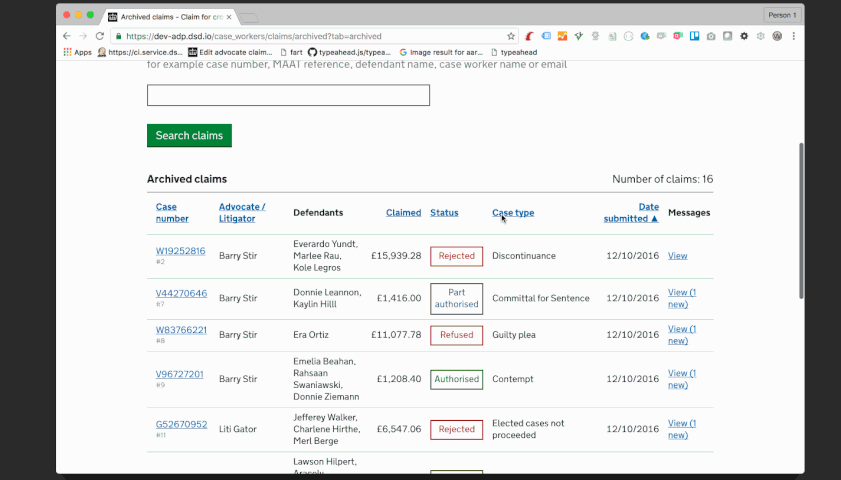 Archived claims - Claim for cro
Person 1
https://dev-adp.dsd.io/case_workers/claims/archived?tab=archived
Apps https://ci.service.ds... Edit advocate claim... fart typeahead.js/typea... Image result for aar... typeahead
for example case number, MAAT reference, defendant name, case worker name or email
Search claims
Archived claims Number of claims: 16
Case number Advocate / Litigator Defendants Claimed Status Case type Date submitted ▲ Messages
W19252816 #2 Barry Stir Everardo Yundt, Marlee Rau, Kole Legros £15,939.28 Rejected Discontinuance 12/10/2016 View
V44270646 #7 Barry Stir Donnie Leannon, Kaylin Hilll £1,416.00 Part authorised Committal for Sentence 12/10/2016 View (1 new)
W83766221 #8 Barry Stir Era Ortiz £11,077.78 Refused Guilty plea 12/10/2016 View (1 new)
V96727201 #9 Barry Stir Emelia Beahan, Rahsaan Swaniawski, Donnie Ziemann £1,208.40 Authorised Contempt 12/10/2016 View (1 new)
G52670952 #11 Liti Gator Jefferey Walker, Charlene Hirthe, Merl Berge £6,547.06 Rejected Elected cases not proceeded 12/10/2016 View (1 new)
Lawson Hilpert,